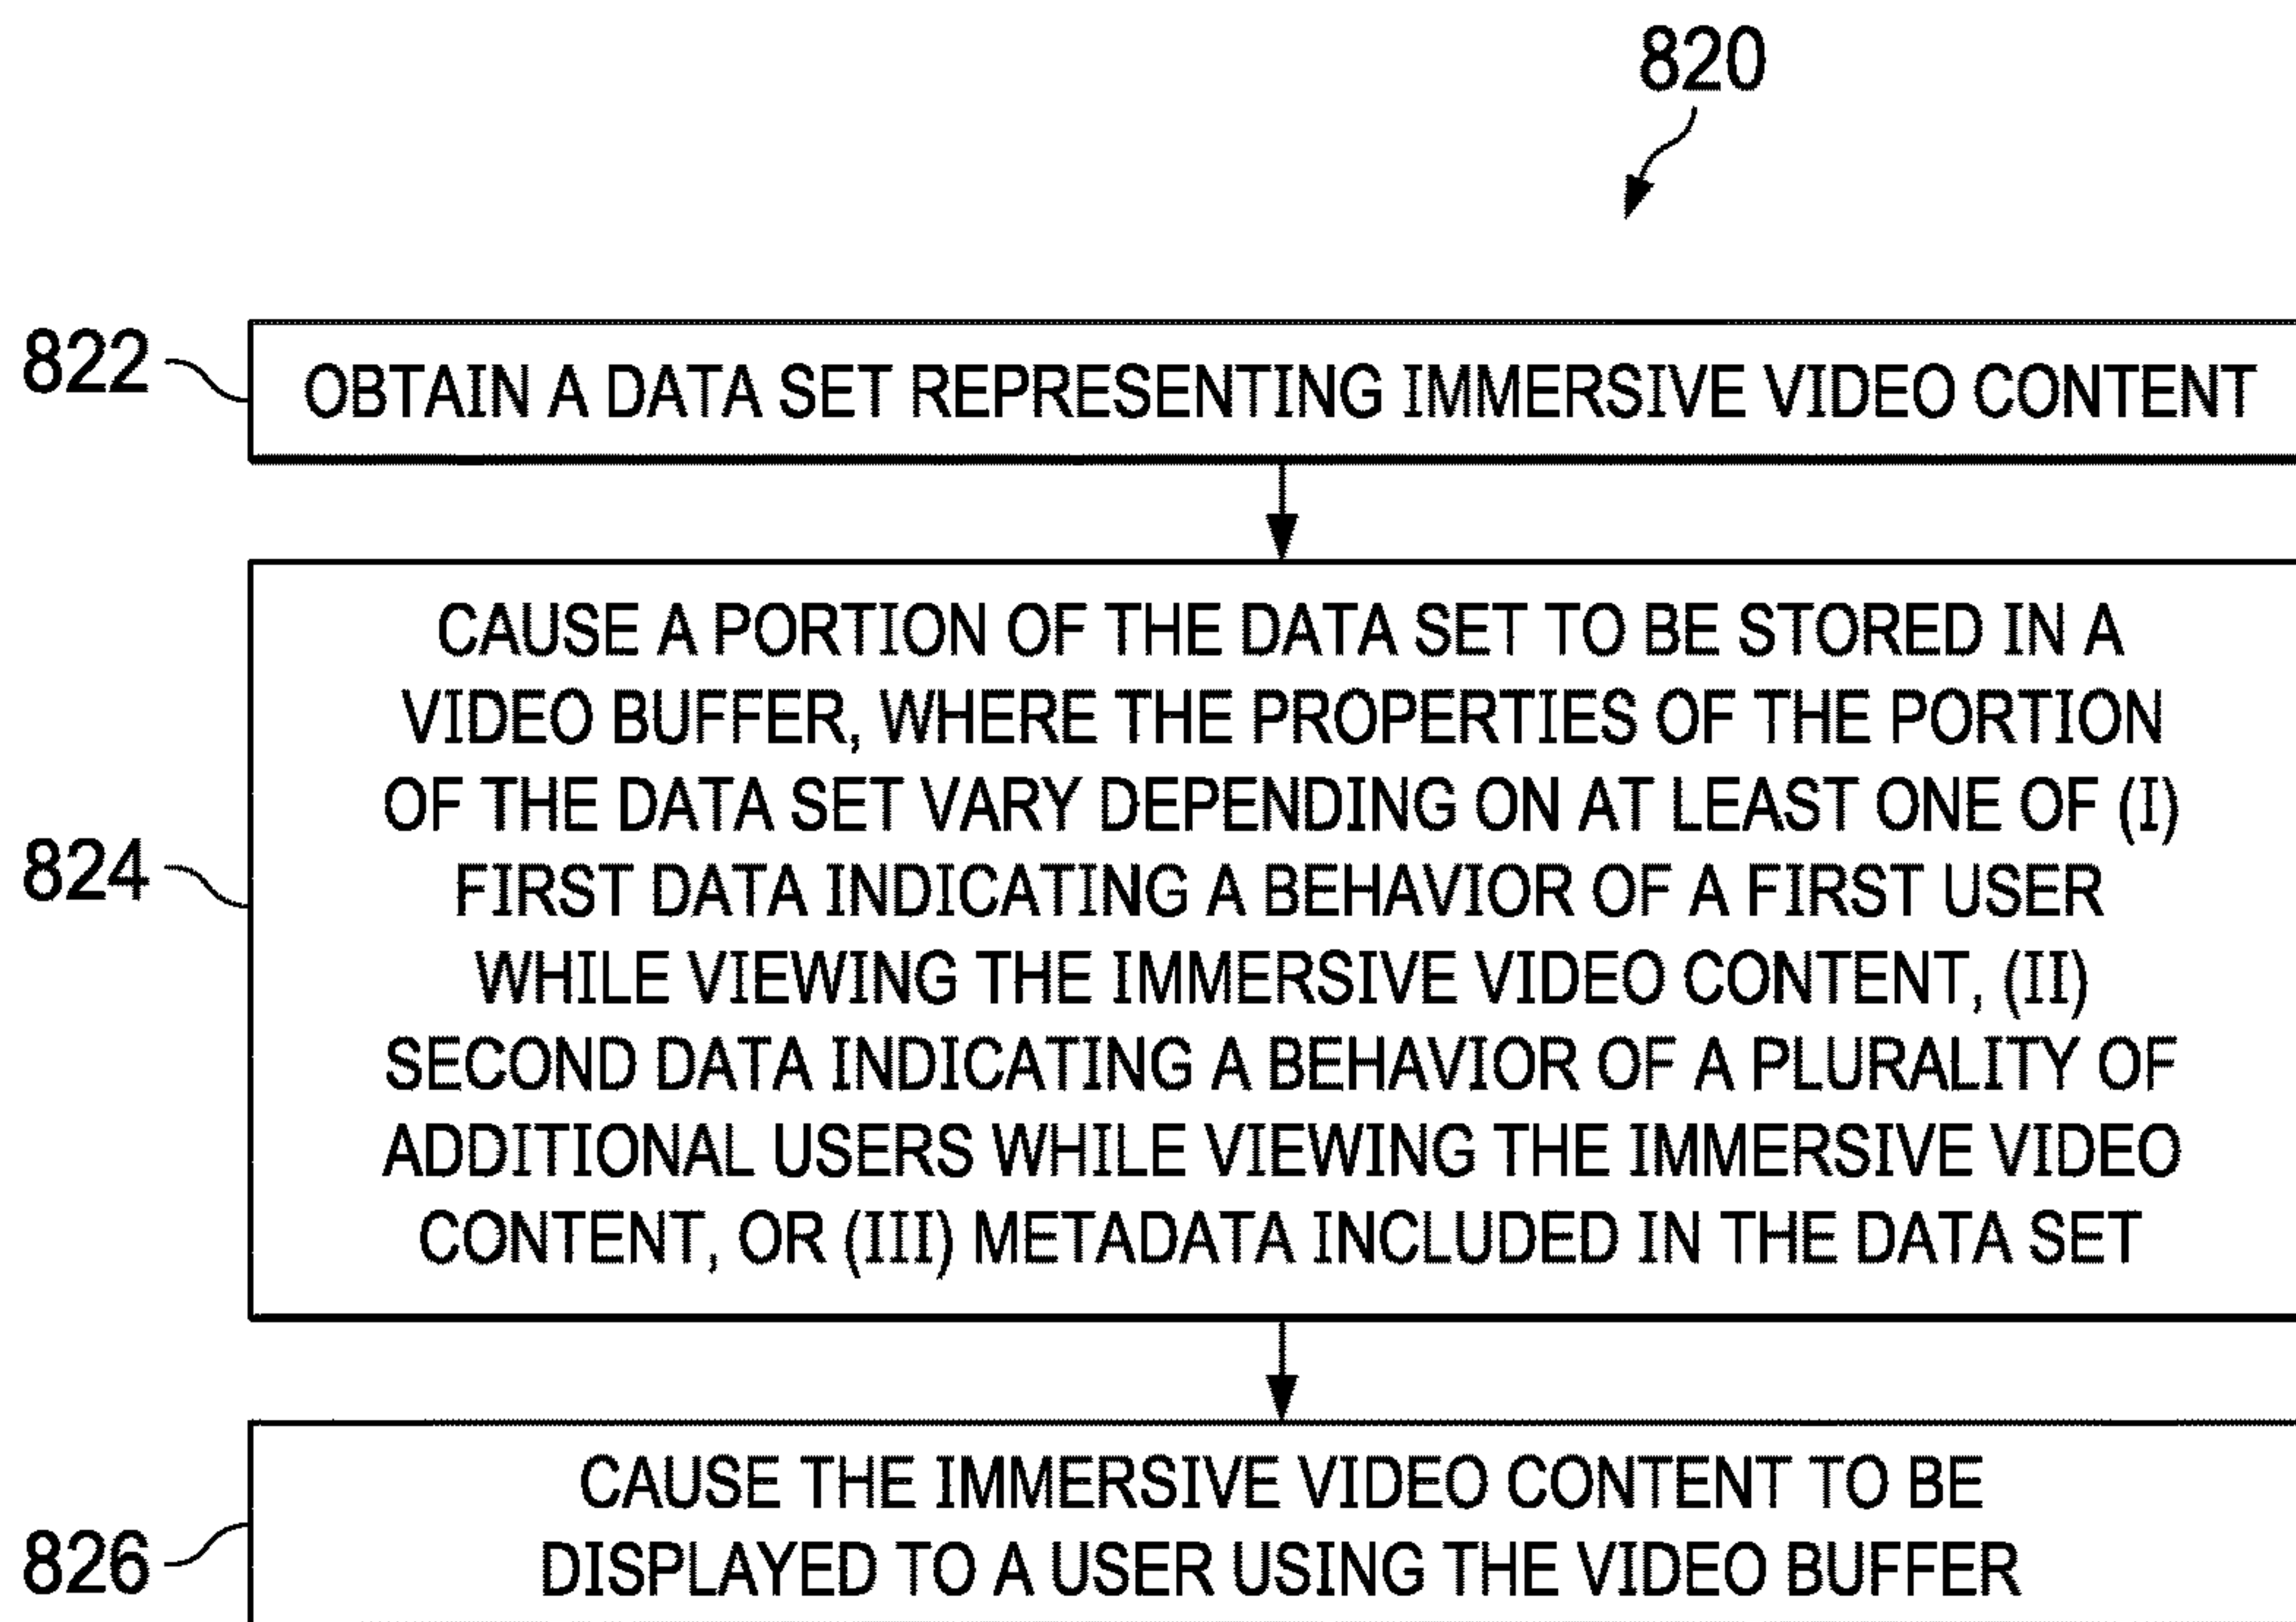 820
822
OBTAIN A DATA SET REPRESENTING IMMERSIVE VIDEO CONTENT
824
CAUSE A PORTION OF THE DATA SET TO BE STORED IN A
VIDEO BUFFER, WHERE THE PROPERTIES OF THE PORTION
OF THE DATA SET VARY DEPENDING ON AT LEAST ONE OF (I)
FIRST DATA INDICATING A BEHAVIOR OF A FIRST USER
WHILE VIEWING THE IMMERSIVE VIDEO CONTENT, (II)
SECOND DATA INDICATING A BEHAVIOR OF A PLURALITY OF
ADDITIONAL USERS WHILE VIEWING THE IMMERSIVE VIDEO
CONTENT, OR (III) METADATA INCLUDED IN THE DATA SET
826
CAUSE THE IMMERSIVE VIDEO CONTENT TO BE
DISPLAYED TO A USER USING THE VIDEO BUFFER